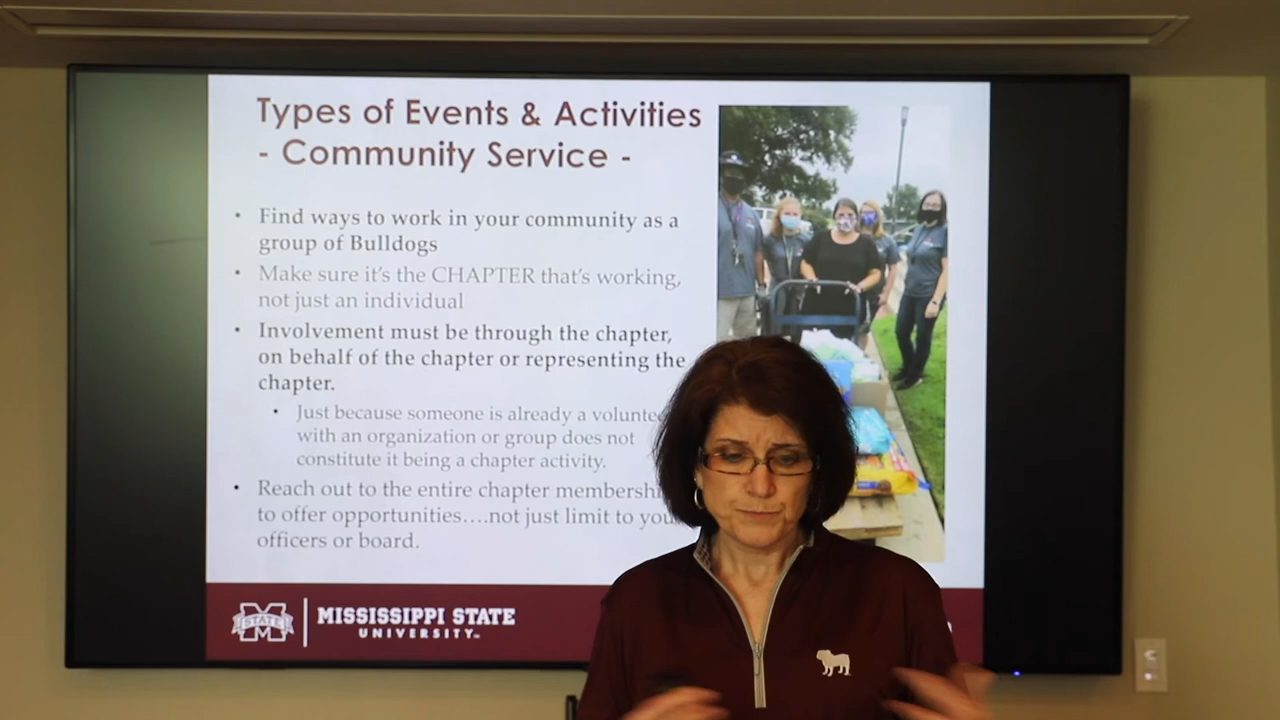 Types of Events & Activities
- Community Service -
• Find ways to work in your community as a
group of Bulldogs
• Make sure it's the CHAPTER that's working,
not just an individual
• Involvement must be through the chapter,
on behalf of the chapter or representing the
chapter.
• Just because someone is already a
with an organization or group does not
constitute it being a chapter activity.
• Reach out to the entire chapter
to offer opportunities....not just limit to
officers or board.
STATE
MISSISSIPPI STATE
UNIVERSITY™